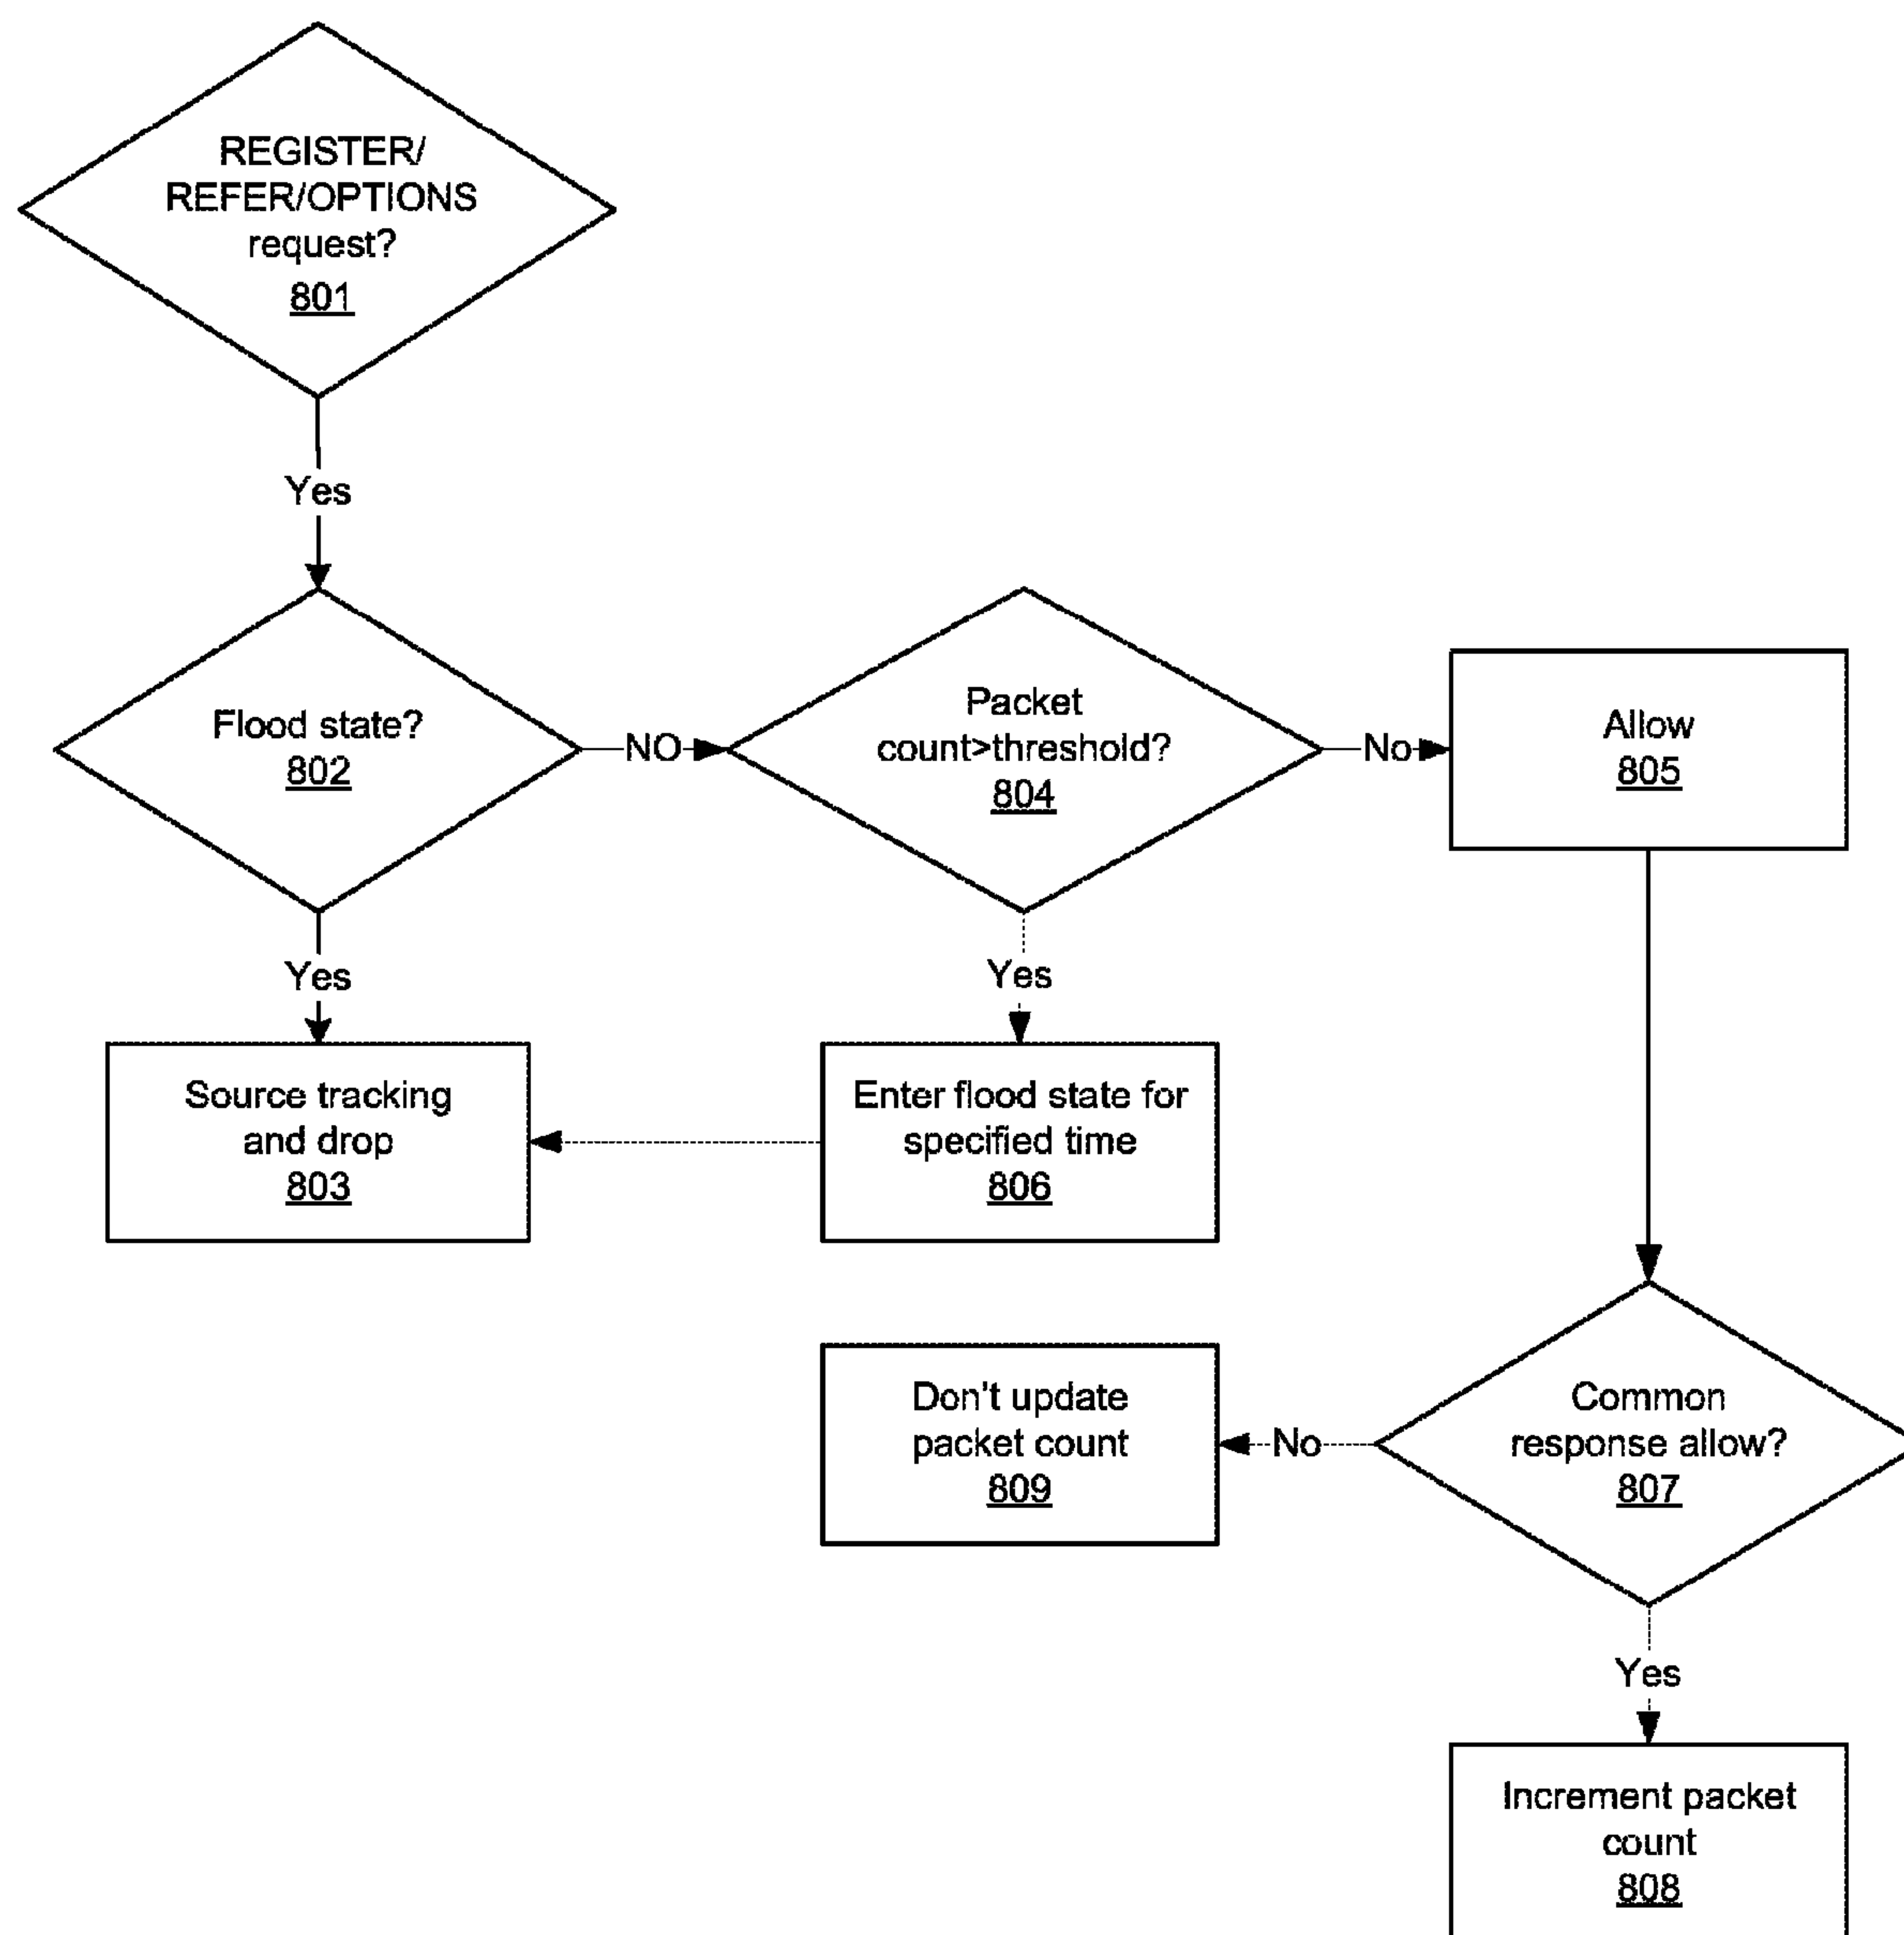 REGISTER/
REFER/OPTIONS
request?
801
Yes
Flood state?
802
NO
Packet
count>threshold?
804
No
Allow
805
Yes
Yes
Source tracking
and drop
803
Enter flood state for
specified time
806
Don't update
packet count
809
No
Common
response allow?
807
Yes
Increment packet
count
808